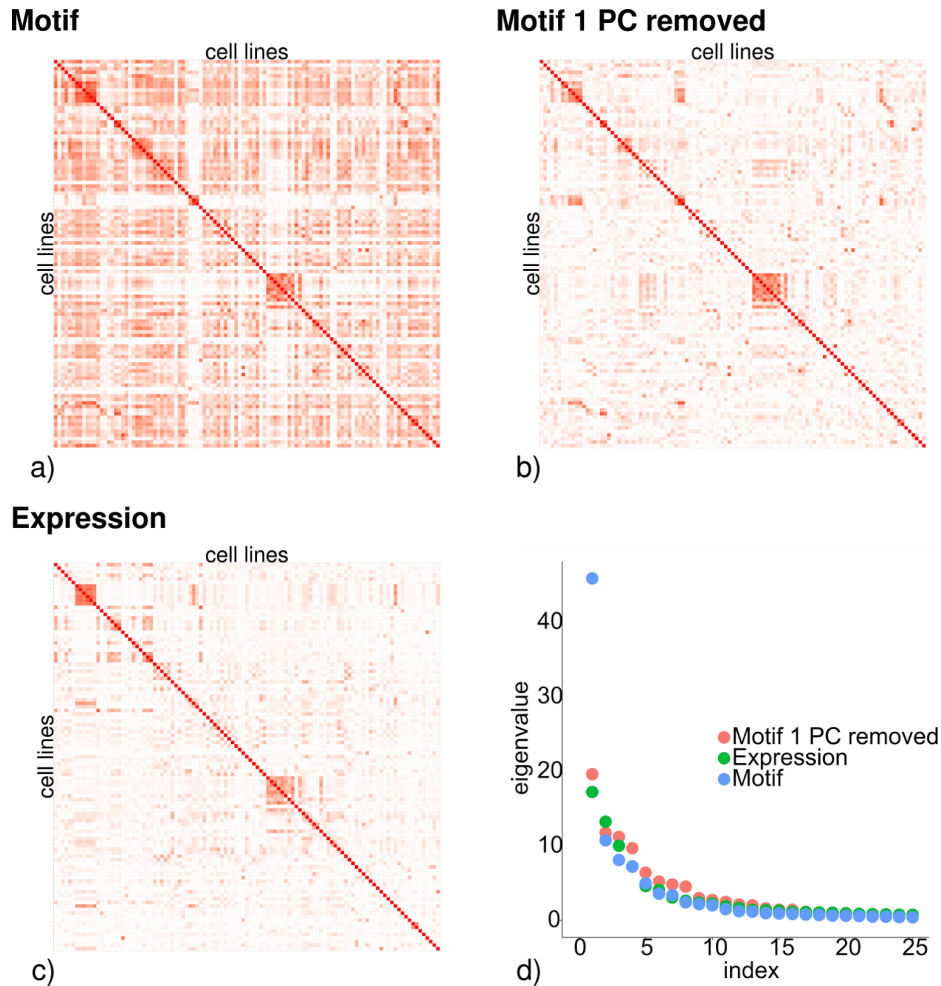 Motif
cell lines
cell lines
a)
Motif 1 PC removed
cell lines
cell lines
b)
Expression
cell lines
cell lines
c)
40
30
20
10
0
eigenvalue
Motif 1 PC removed
Expression
Motif
0 5 10 15 20 25
index
d)